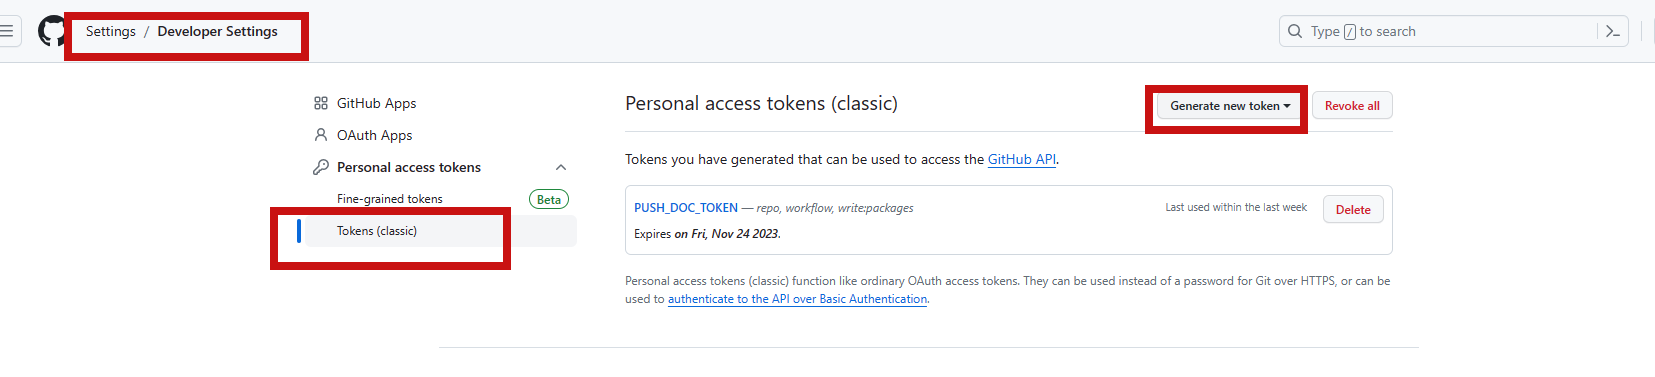 Settings / Developer Settings
Type / to search
GitHub Apps
OAuth Apps
Personal access tokens
Fine-grained tokens Beta
Tokens (classic)
Personal access tokens (classic)
Generate new token
Revoke all
Tokens you have generated that can be used to access the GitHub API.
PUSH_DOC_TOKEN — repo, workflow, write:packages
Last used within the last week
Delete
Expires on Fri, Nov 24 2023.
Personal access tokens (classic) function like ordinary OAuth access tokens. They can be used instead of a password for Git over HTTPS, or can be
used to authenticate to the API over Basic Authentication.